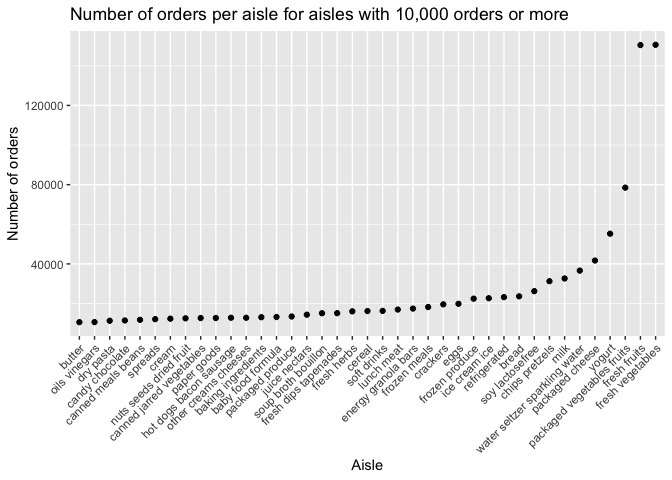 Number of orders per aisle for aisles with 10,000 orders or more
Number of orders
120000
80000
40000
butter
oils vinegars
dry pasta
candy chocolate
canned meals beans
spreads
cream
nuts seeds dried fruit
canned jarred vegetables
paper goods
hot dogs bacon sausage
other creams cheeses
baking ingredients
baby food formula
packaged produce
juice nectars
soup broth bouillon
fresh dips tapenades
fresh herbs
cereal
soft drinks
lunch meat
energy granola bars
frozen meals
crackers
eggs
frozen produce
ice cream ice
refrigerated
bread
soy lactosefree
chips pretzels
milk
water seltzer sparkling water
packaged cheese
yogurt
packaged vegetables fruits
fresh fruits
fresh vegetables
Aisle